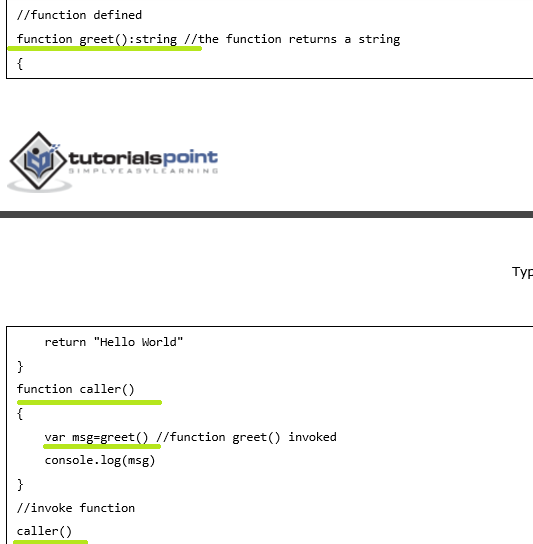 //function defined
function greet():string //the function returns a string
{
tutorialspoint
SIMPLYEASYLEARNING
Typ
return "Hello World"
}
function caller()
{
var msg=greet() //function greet() invoked
console.log(msg)
}
//invoke function
caller()